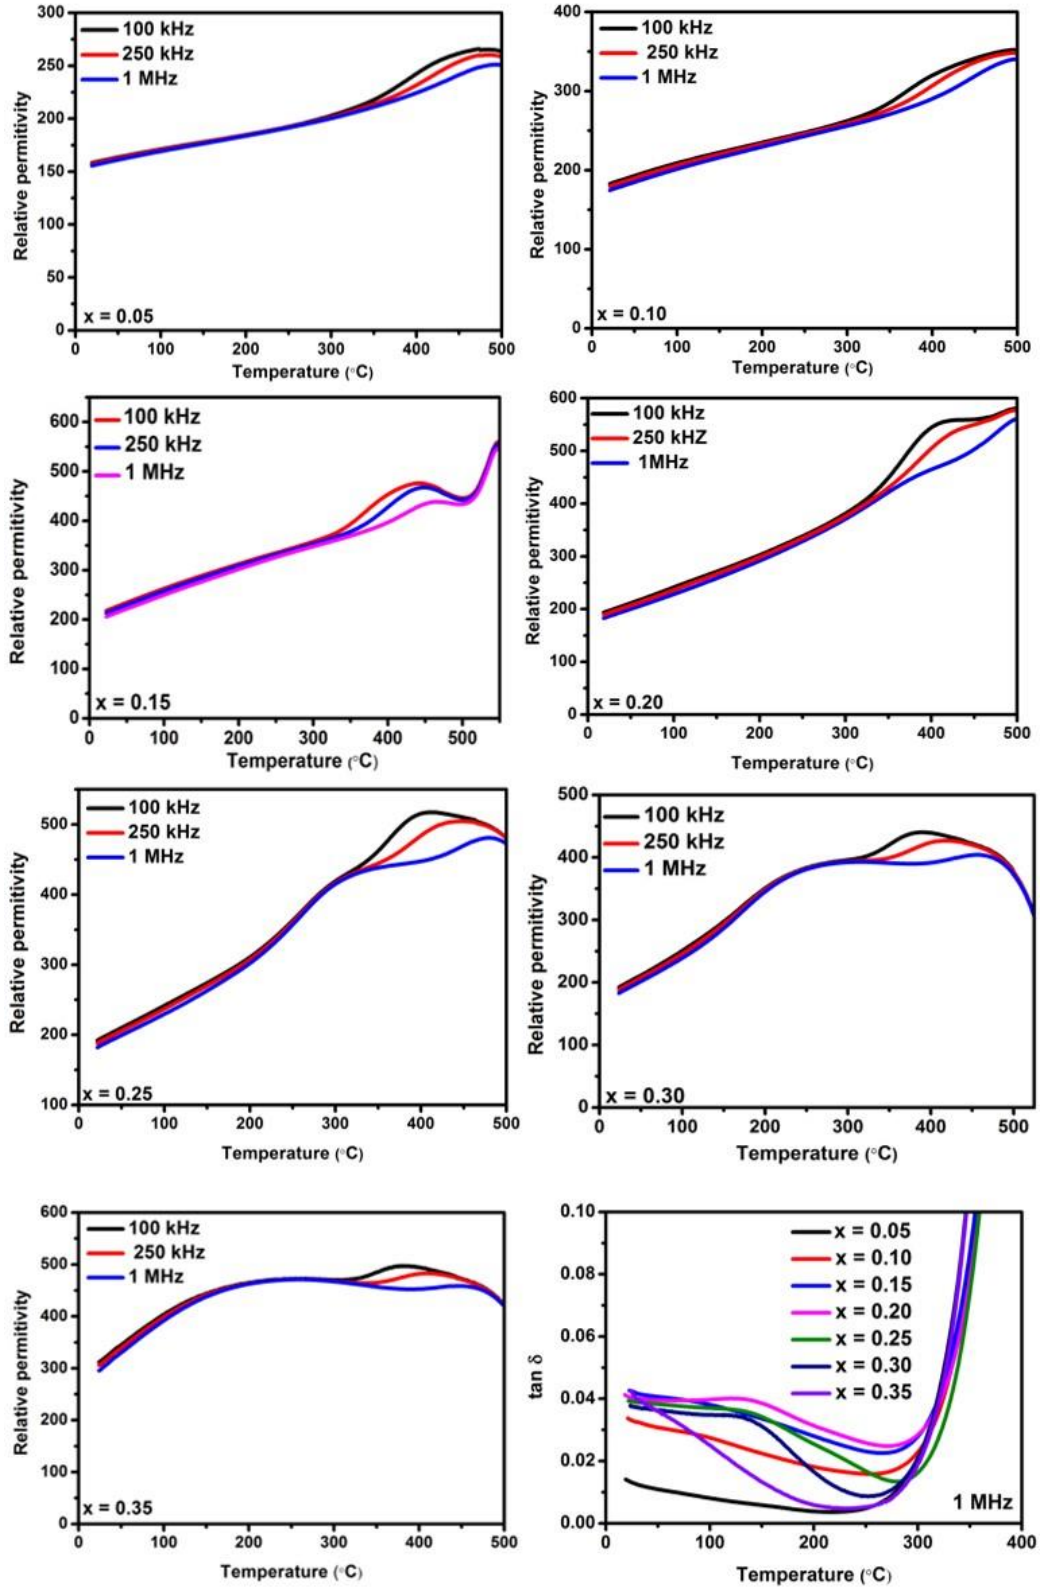 300
250
200
150
100
50
0
Relative permitivity
100 kHz
250 kHz
1 MHz
x = 0.05
0 100 200 300 400 500
Temperature (°C)
400
300
200
100
0
Relative permitivity
100 kHz
250 kHz
1 MHz
x = 0.10
0 100 200 300 400 500
Temperature (°C)
600
500
400
300
200
100
0
Relative permitivity
100 kHz
250 kHz
1 MHz
x = 0.15
0 100 200 300 400 500
Temperature (°C)
600
500
400
300
200
100
0
Relative permitivity
100 kHz
250 kHZ
1MHz
x = 0.20
0 100 200 300 400 500
Temperature (°C)
500
400
300
200
100
Relative permitivity
100 kHz
250 kHz
1 MHz
x = 0.25
0 100 200 300 400 500
Temperature (°C)
500
400
300
200
100
0
Relative permitivity
100 kHz
250 kHz
1 MHz
x = 0.30
0 100 200 300 400 500
Temperature (°C)
600
500
400
300
200
100
0
Relative permitivity
100 kHz
250 kHz
1 MHz
x = 0.35
0 100 200 300 400 500
Temperature (°C)
0.10
0.08
0.06
0.04
0.02
0.00
tan δ
x = 0.05
x = 0.10
x = 0.15
x = 0.20
x = 0.25
x = 0.30
x = 0.35
1 MHz
0 100 200 300 400
Temperature (°C)